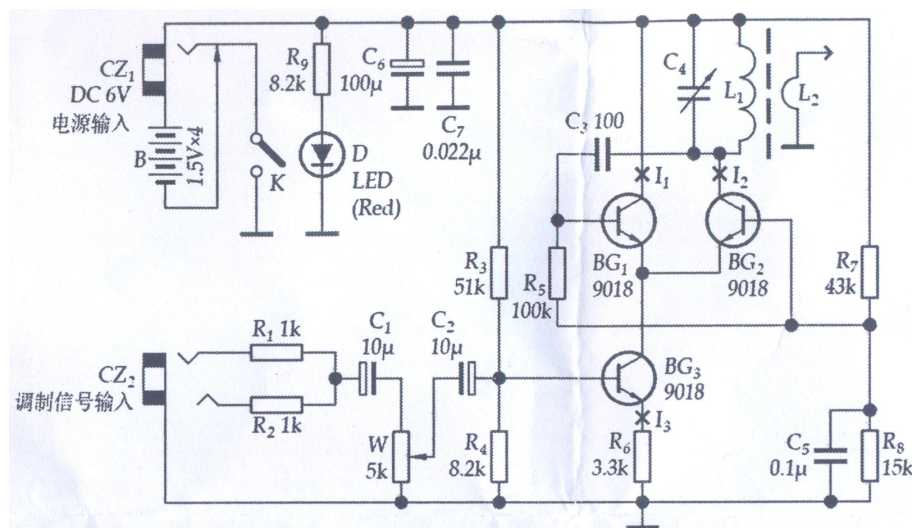 CZ₁
DC 6V
电源输入
B
1.5V×4
K
R₉
8.2k
D
LED
(Red)
C₆
100μ
C₇
0.022μ
C₄
L₁
L₂
C₃ 100
I₁
I₂
BG₁
9018
BG₂
9018
R₃
51k
R₅
100k
R₇
43k
CZ₂
调制信号输入
R₁ 1k
R₂ 1k
C₁
10μ
C₂
10μ
W
5k
R₄
8.2k
BG₃
9018
I₃
R₆
3.3k
C₅
0.1μ
R₈
15k